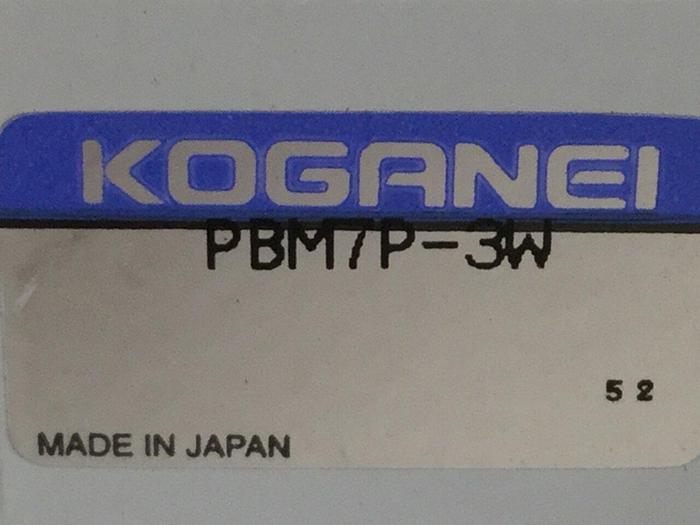 KOGANEI
PBM7P-3W
52
MADE IN JAPAN